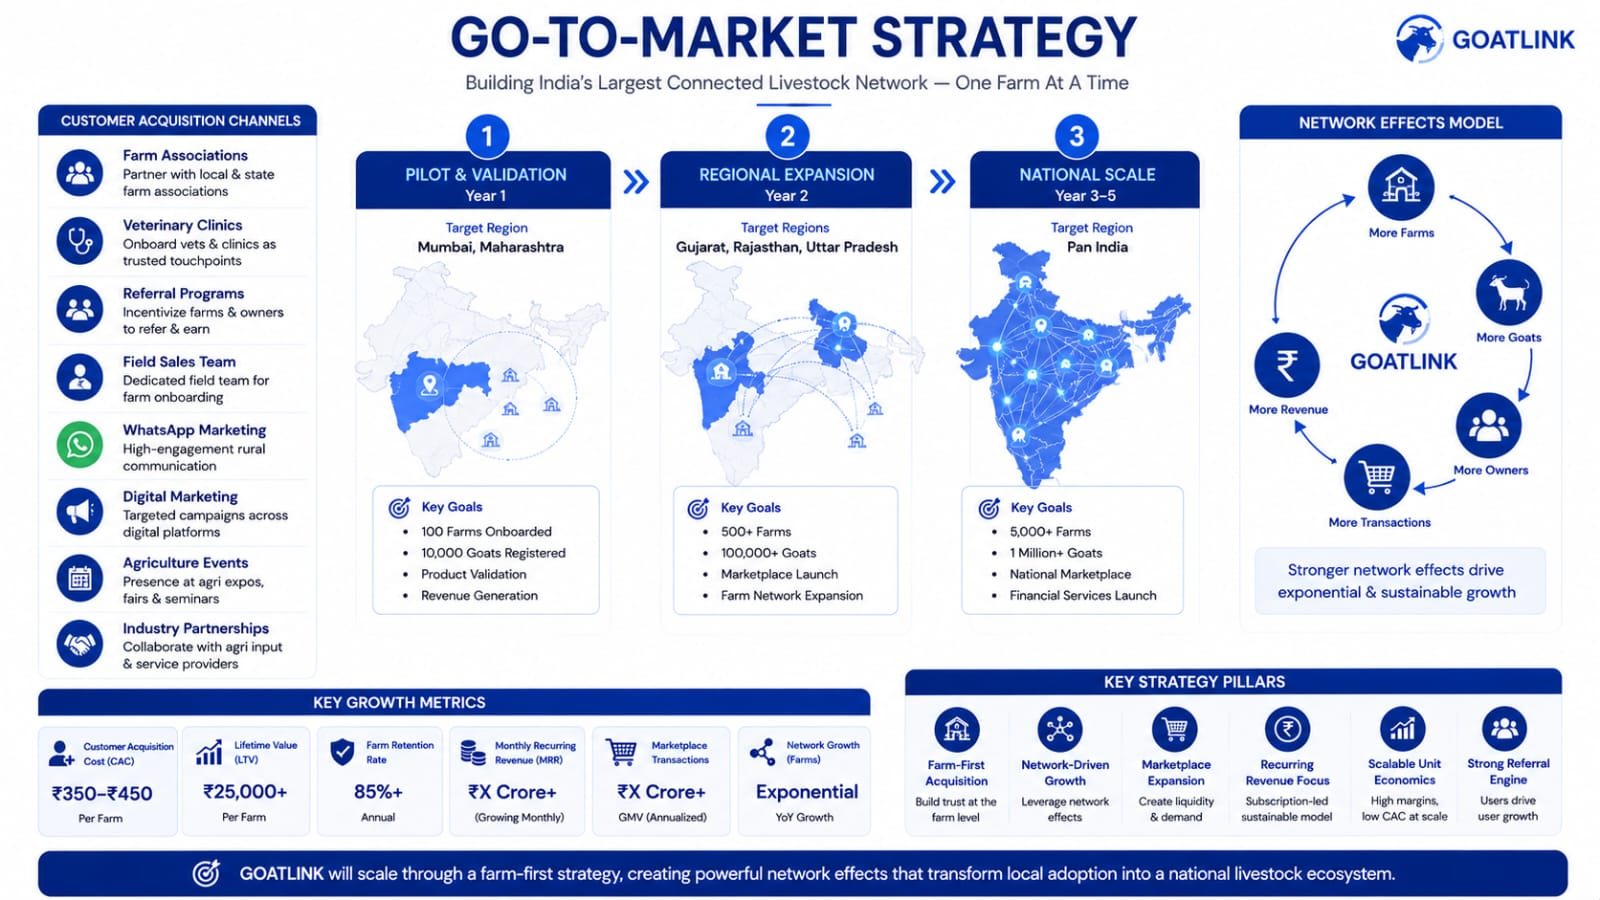 GO-TO-MARKET STRATEGY
Building India's Largest Connected Livestock Network — One Farm At A Time
GOATLINK
CUSTOMER ACQUISITION CHANNELS
Farm Associations
Partner with local & state
farm associations
Veterinary Clinics
Onboard vets & clinics as
trusted touchpoints
Referral Programs
Incentivize farms & owners
to refer & earn
Field Sales Team
Dedicated field team for
farm onboarding
WhatsApp Marketing
High-engagement rural
communication
Digital Marketing
Targeted campaigns across
digital platforms
Agriculture Events
Presence at agri expos,
fairs & seminars
Industry Partnerships
Collaborate with agri input
& service providers
1
PILOT & VALIDATION
Year 1
Target Region
Mumbai, Maharashtra
Key Goals
• 100 Farms Onboarded
• 10,000 Goats Registered
• Product Validation
• Revenue Generation
2
REGIONAL EXPANSION
Year 2
Target Regions
Gujarat, Rajasthan, Uttar Pradesh
Key Goals
• 500+ Farms
• 100,000+ Goats
• Marketplace Launch
• Farm Network Expansion
3
NATIONAL SCALE
Year 3–5
Target Region
Pan India
Key Goals
• 5,000+ Farms
• 1 Million+ Goats
• National Marketplace
• Financial Services Launch
NETWORK EFFECTS MODEL
More Farms
More Goats
More Owners
More Transactions
More Revenue
₹
GOATLINK
Stronger network effects drive
exponential & sustainable growth
KEY GROWTH METRICS
Customer Acquisition
Cost (CAC)
₹350–₹450
Per Farm
Lifetime Value
(LTV)
₹25,000+
Per Farm
Farm Retention
Rate
85%+
Annual
Monthly Recurring
Revenue (MRR)
₹X Crore+
(Growing Monthly)
Marketplace
Transactions
₹X Crore+
GMV (Annualized)
Network Growth
(Farms)
Exponential
YoY Growth
KEY STRATEGY PILLARS
Farm-First
Acquisition
Build trust at the
farm level
Network-Driven
Growth
Leverage network
effects
Marketplace
Expansion
Create liquidity
& demand
₹
Recurring
Revenue Focus
Subscription-led
sustainable model
Scalable Unit
Economics
High margins,
low CAC at scale
Strong Referral
Engine
Users drive
user growth
GOATLINK will scale through a farm-first strategy, creating powerful network effects that transform local adoption into a national livestock ecosystem.